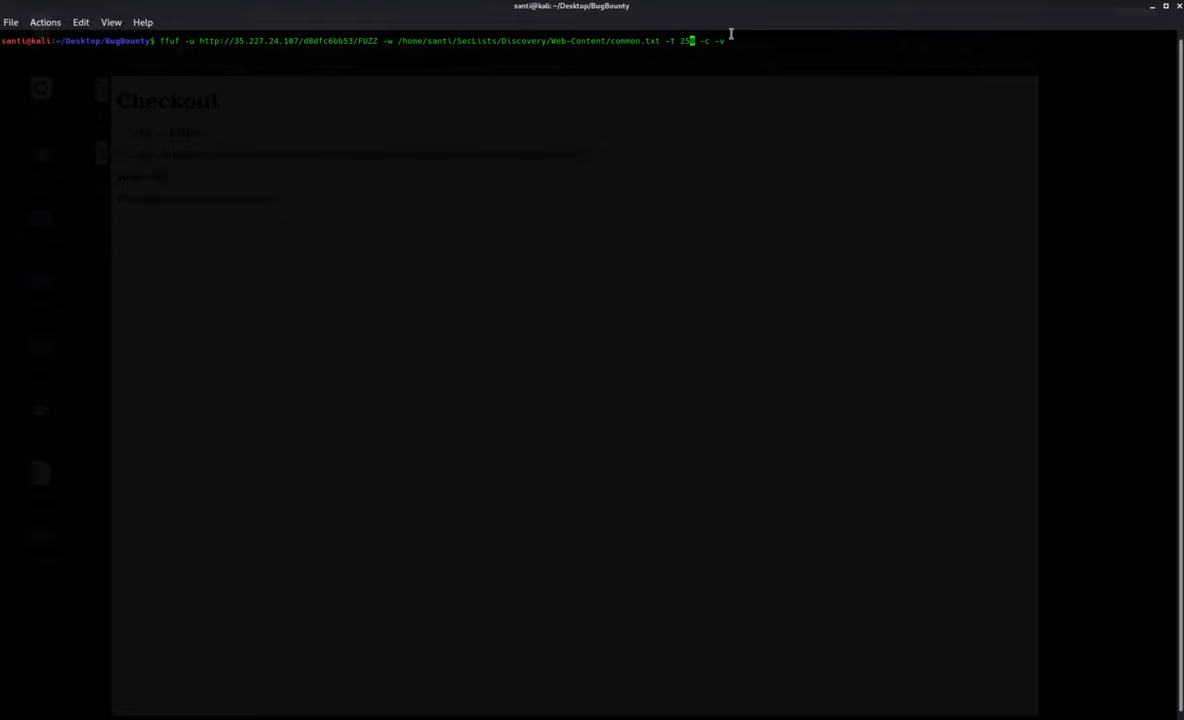 santi@kali: ~/Desktop/BugBounty
File Actions Edit View Help
santi@kali:~/Desktop/BugBounty$ ffuf -u http://35.227.24.107/d8dfc6bb53/FUZZ -w /home/santi/SecLists/Discovery/Web-Content/common.txt -t 250 -c -v
Checkout